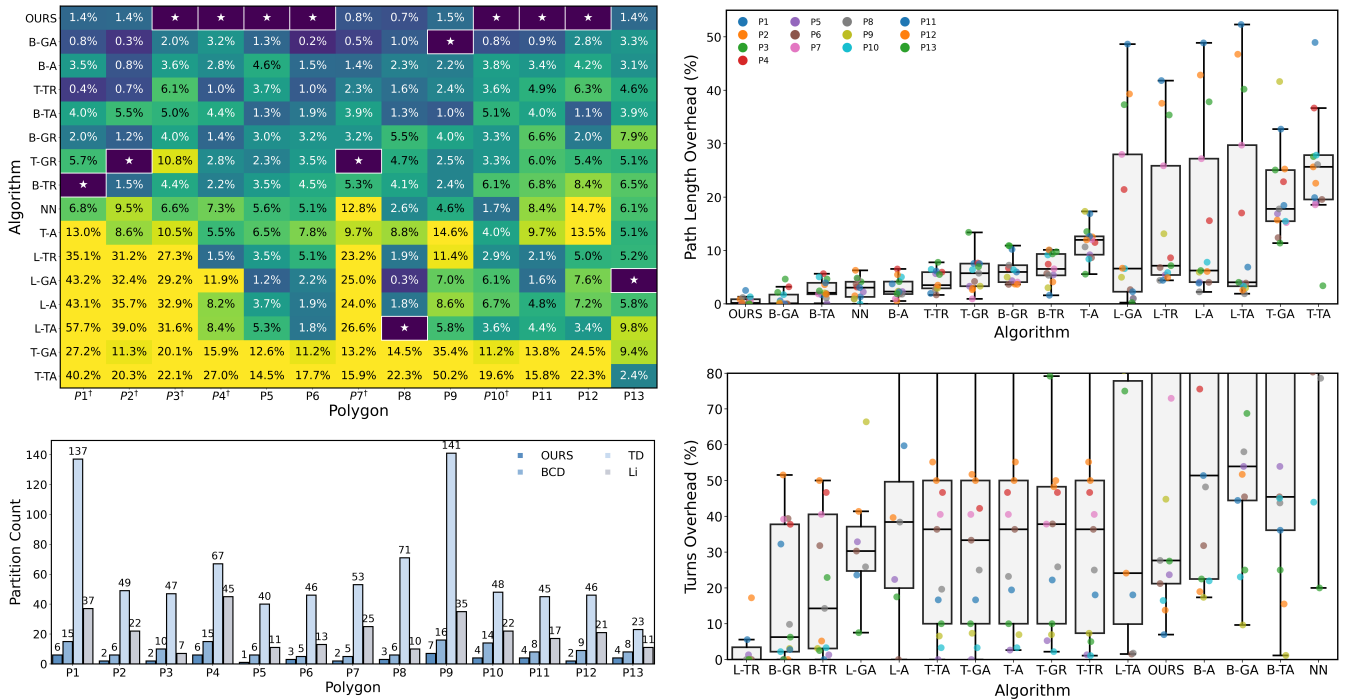 OURS 1.4% 1.4% ★ ★ ★ ★ 0.8% 0.7% 1.5% ★ ★ ★ 1.4%
B-GA 0.8% 0.3% 2.0% 3.2% 1.3% 0.2% 0.5% 1.0% ★ 0.8% 0.9% 2.8% 3.3%
B-A 3.5% 0.8% 3.6% 2.8% 4.6% 1.5% 1.4% 2.3% 2.2% 3.8% 3.4% 4.2% 3.1%
T-TR 0.4% 0.7% 6.1% 1.0% 3.7% 1.0% 2.3% 1.6% 2.4% 3.6% 4.9% 6.3% 4.6%
B-TA 4.0% 5.5% 5.0% 4.4% 1.3% 1.9% 3.9% 1.3% 1.0% 5.1% 4.0% 1.1% 3.9%
B-GR 2.0% 1.2% 4.0% 1.4% 3.0% 3.2% 3.2% 5.5% 4.0% 3.3% 6.6% 2.0% 7.9%
T-GR 5.7% ★ 10.8% 2.8% 2.3% 3.5% ★ 4.7% 2.5% 3.3% 6.0% 5.4% 5.1%
B-TR ★ 1.5% 4.4% 2.2% 3.5% 4.5% 5.3% 4.1% 2.4% 6.1% 6.8% 8.4% 6.5%
NN 6.8% 9.5% 6.6% 7.3% 5.6% 5.1% 12.8% 2.6% 4.6% 1.7% 8.4% 14.7% 6.1%
T-A 13.0% 8.6% 10.5% 5.5% 6.5% 7.8% 9.7% 8.8% 14.6% 4.0% 9.7% 13.5% 5.1%
L-TR 35.1% 31.2% 27.3% 1.5% 3.5% 5.1% 23.2% 1.9% 11.4% 2.9% 2.1% 5.0% 5.2%
L-GA 43.2% 32.4% 29.2% 11.9% 1.2% 2.2% 24.0% 0.3% 7.0% 6.1% 1.6% 7.6% ★
L-A 43.1% 35.7% 32.9% 8.2% 3.7% 1.9% 25.0% 1.8% 8.6% 6.7% 4.8% 7.2% 5.8%
L-TA 57.7% 39.0% 31.6% 8.4% 5.3% 1.8% 26.6% ★ 5.8% 3.6% 4.4% 3.4% 9.8%
T-GA 27.2% 11.3% 20.1% 15.9% 12.6% 11.2% 13.2% 14.5% 35.4% 11.2% 13.8% 24.5% 9.4%
T-TA 40.2% 20.3% 22.1% 27.0% 14.5% 17.7% 15.9% 22.3% 50.2% 19.6% 15.8% 22.3% 2.4%
P1† P2† P3† P4† P5 P6 P7† P8 P9 P10† P11 P12 P13
Polygon
Algorithm
P1 P5 P8 P11
P2 P6 P9 P12
P3 P7 P10 P13
P4
50
40
30
20
10
0
Path Length Overhead (%)
OURS B-GA B-TA NN B-A T-TR T-GR B-GR B-TR T-A L-GA L-TR L-A L-TA T-GA T-TA
Algorithm
140
120
100
80
60
40
20
0
Partition Count
OURS TD
BCD Li
6 15 137 37
2 6 49 22
2 10 47 7
6 15 67 45
1 6 40 11
3 5 46 13
2 5 53 25
3 6 71 10
7 16 141 35
4 14 48 22
4 8 45 17
2 9 46 21
4 8 23 11
P1 P2 P3 P4 P5 P6 P7 P8 P9 P10 P11 P12 P13
Polygon
80
70
60
50
40
30
20
10
0
Turns Overhead (%)
L-TR B-GR B-TR L-GA L-A T-TA T-GA T-A T-GR T-TR L-TA OURS B-A B-GA B-TA NN
Algorithm